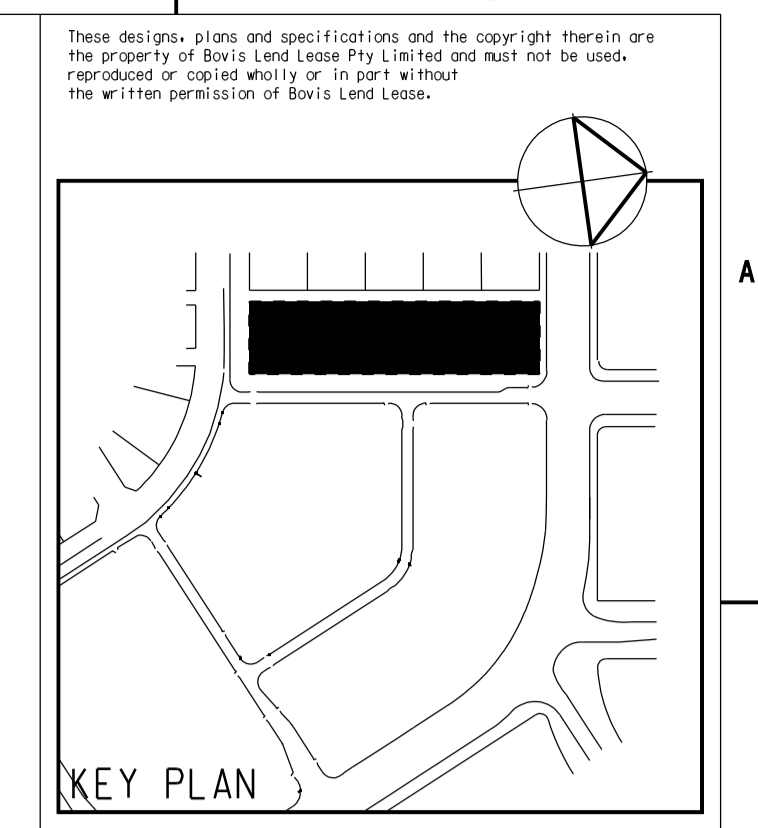 These designs, plans and specifications and the copyright therein are
the property of Bovis Lend Lease Pty Limited and must not be used,
reproduced or copied wholly or in part without
the written permission of Bovis Lend Lease.
A
KEY PLAN